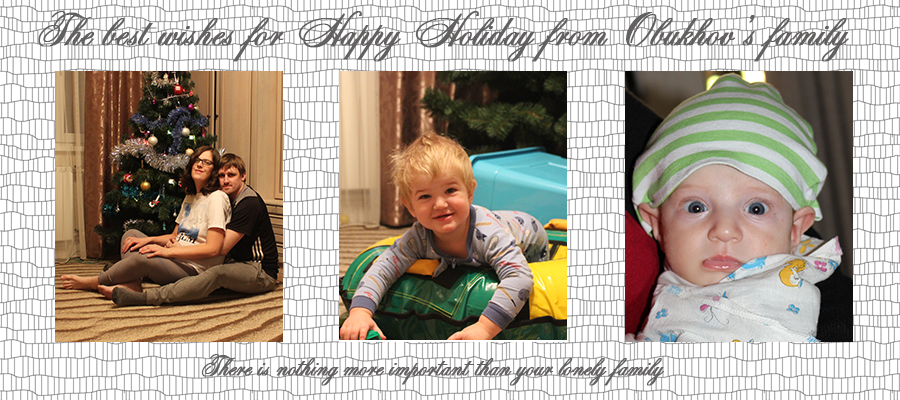 The best wishes for Happy Holiday from Obukhov's family
There is nothing more important than your lonely family